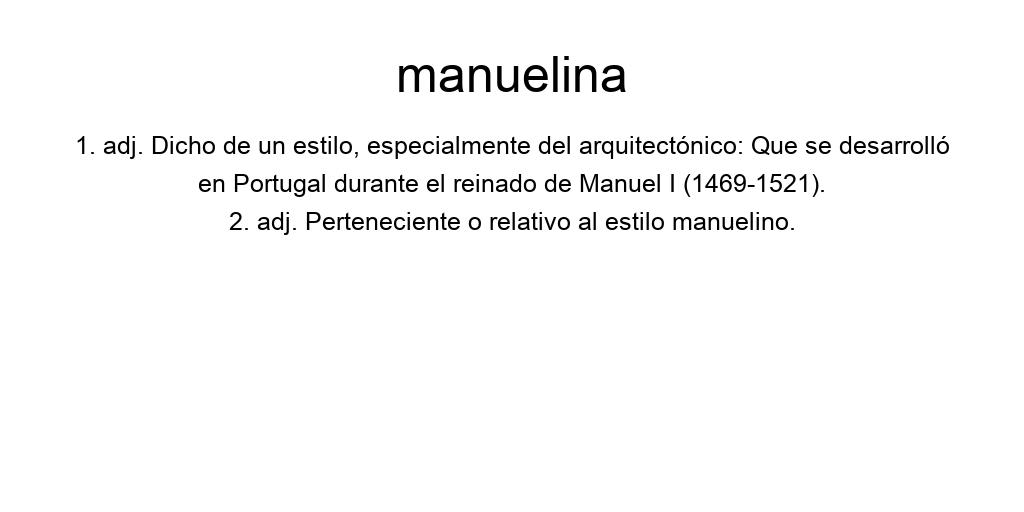 manuelina
1. adj. Dicho de un estilo, especialmente del arquitectónico: Que se desarrolló
en Portugal durante el reinado de Manuel I (1469-1521).
2. adj. Perteneciente o relativo al estilo manuelino.